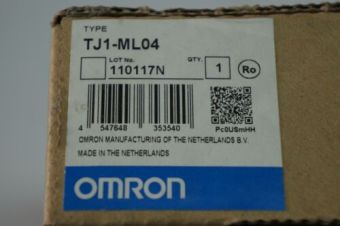 TYPE
TJ1-ML04
LOT No. 110117N QTY. 1 Ro
4 547648 353540 Pc0USmHH
OMRON MANUFACTURING OF THE NETHERLANDS B.V.
MADE IN THE NETHERLANDS
OMRON